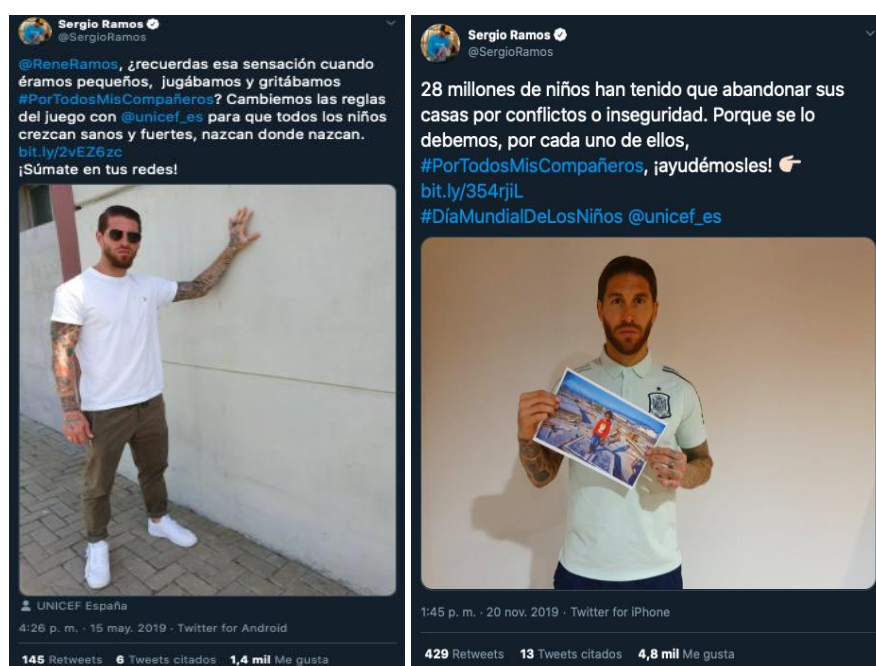 Sergio Ramos
@SergioRamos
@ReneRamos, ¿recuerdas esa sensación cuando
éramos pequeños, jugábamos y gritábamos
#PorTodosMisCompañeros? Cambiemos las reglas
del juego con @unicef_es para que todos los niños
crezcan sanos y fuertes, nazcan donde nazcan.
bit.ly/2vEZ6zc
¡Súmate en tus redes!
UNICEF España
4:26 p. m. · 15 may. 2019 · Twitter for Android
145 Retweets 6 Tweets citados 1,4 mil Me gusta
Sergio Ramos
@SergioRamos
28 millones de niños han tenido que abandonar sus
casas por conflictos o inseguridad. Porque se lo
debemos, por cada uno de ellos,
#PorTodosMisCompañeros, ¡ayudémosles! 👉🏻
bit.ly/354rjiL
#DíaMundialDeLosNiños @unicef_es
1:45 p. m. · 20 nov. 2019 · Twitter for iPhone
429 Retweets 13 Tweets citados 4,8 mil Me gusta